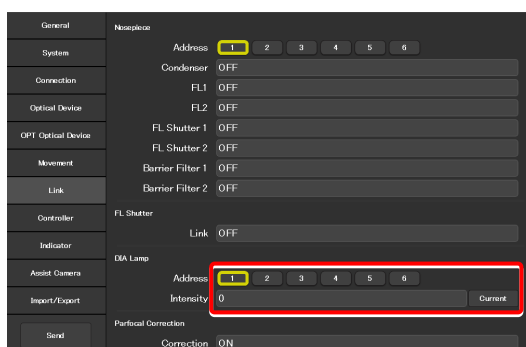 General
System
Connection
Optical Device
OPT Optical Device
Movement
Link
Controller
Indicator
Assist Camera
Import/Export
Send
Nosepiece
Address 1 2 3 4 5 6
Condenser OFF
FL1 OFF
FL2 OFF
FL Shutter 1 OFF
FL Shutter 2 OFF
Barrier Filter 1 OFF
Barrier Filter 2 OFF
FL Shutter
Link OFF
DIA Lamp
Address 1 2 3 4 5 6
Intensity 0 Current
Parfocal Correction
Correction ON